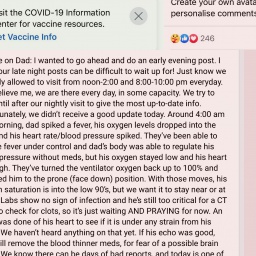 isit the COVID-19 Information
enter for vaccine resources.
et Vaccine Info
Create your own avata
personalise comments
246
e on Dad: I wanted to go ahead and do an early evening post. I
our late night posts can be difficult to wait up for! Just know we
ly allowed to visit from noon-2:00 and 8:00-10:00 pm everyday.
elieve me, we are there every day, in some capacity. We try to
ntil after our nightly visit to give the most up-to-date info.
tunately, we didn't receive a good update today. Around 4:00 am
orning, dad spiked a fever, his oxygen levels dropped into the
nd his heart rate/blood pressure spiked. They've been able to
e fever under control and dad's body was able to regulate his
pressure without meds, but his oxygen stayed low and his heart
gh. They've turned the ventilator oxygen back up to 100% and
ed him to the prone (face down) position. With those moves, his
n saturation is into the low 90's, but we want it to stay near or at
Labs show no sign of infection and he's still too critical for a CT
o check for clots, so it's just waiting AND PRAYING for now. An
was done of his heart to see if it is under any strain from his
We haven't heard anything on that yet. If his echo was good,
ill remove the blood thinner meds, for fear of a possible brain
We know there can be days of bad reports, and today is one of